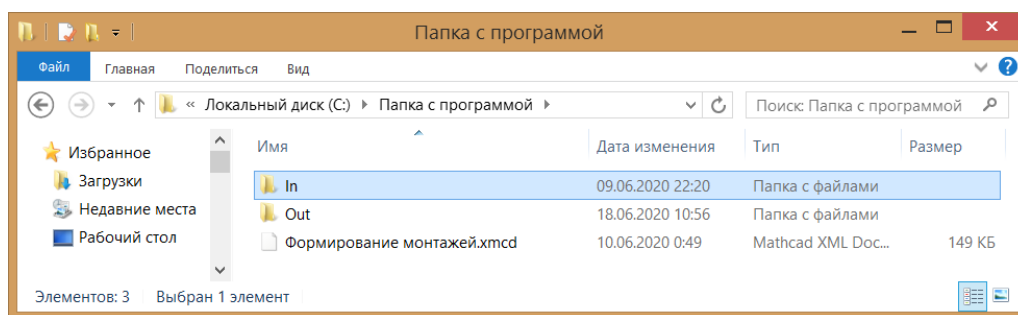 Папка с программой
Файл Главная Поделиться Вид
« Локальный диск (C:) Папка с программой Поиск: Папка с программой
Имя Дата изменения Тип Размер
Избранное
Загрузки In 09.06.2020 22:20 Папка с файлами
Недавние места Out 18.06.2020 10:56 Папка с файлами
Рабочий стол Формирование монтажей.xmcd 10.06.2020 0:49 Mathcad XML Doc... 149 КБ
Элементов: 3 Выбран 1 элемент